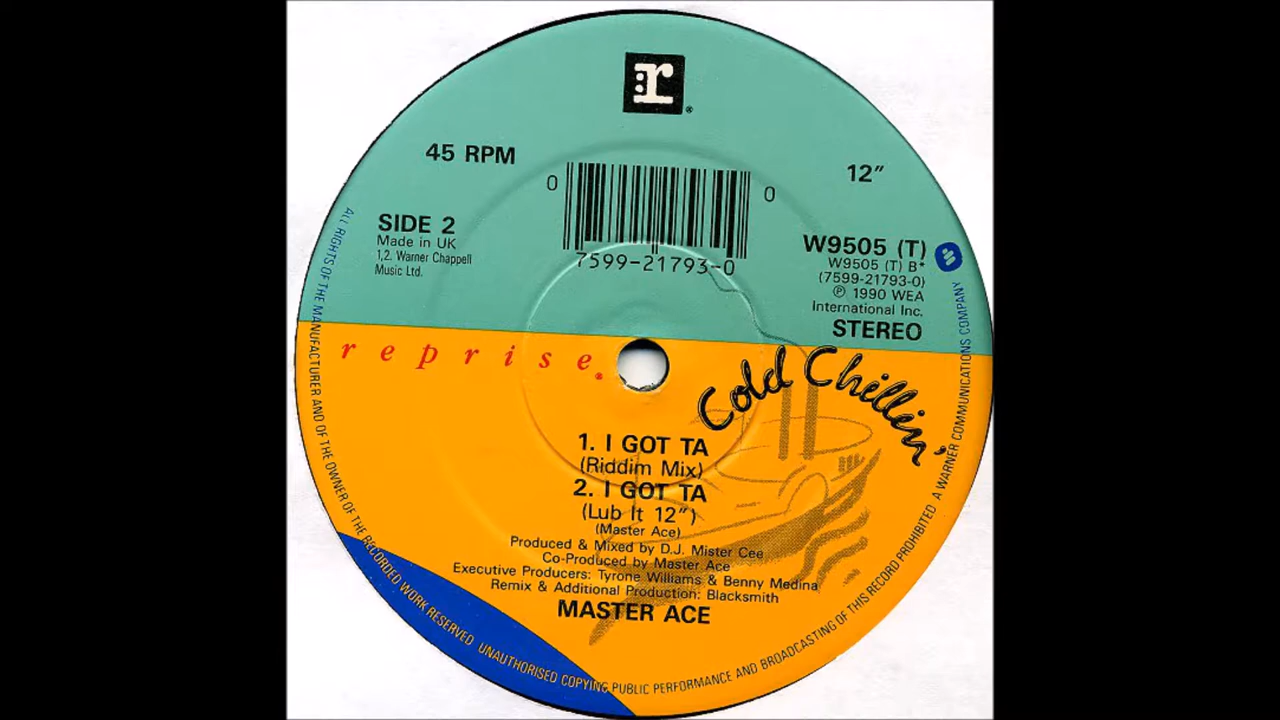 r
45 RPM
12"
0
0
7599-21793-0
SIDE 2
Made in UK
1,2. Warner Chappell
Music Ltd.
W9505 (T)
W9505 (T) B*
(7599-21793-0)
℗ 1990 WEA
International Inc.
STEREO
reprise®
Cold Chillin'
1. I GOT TA
(Riddim Mix)
2. I GOT TA
(Lub It 12")
(Master Ace)
Produced & Mixed by D.J. Mister Cee
Co-Produced by Master Ace
Executive Producers: Tyrone Williams & Benny Medina
Remix & Additional Production: Blacksmith
MASTER ACE
ALL RIGHTS OF THE MANUFACTURER AND OF THE OWNER OF THE RECORDED WORK RESERVED UNAUTHORISED COPYING PUBLIC PERFORMANCE AND BROADCASTING OF THIS RECORD PROHIBITED A WARNER COMMUNICATIONS COMPANY